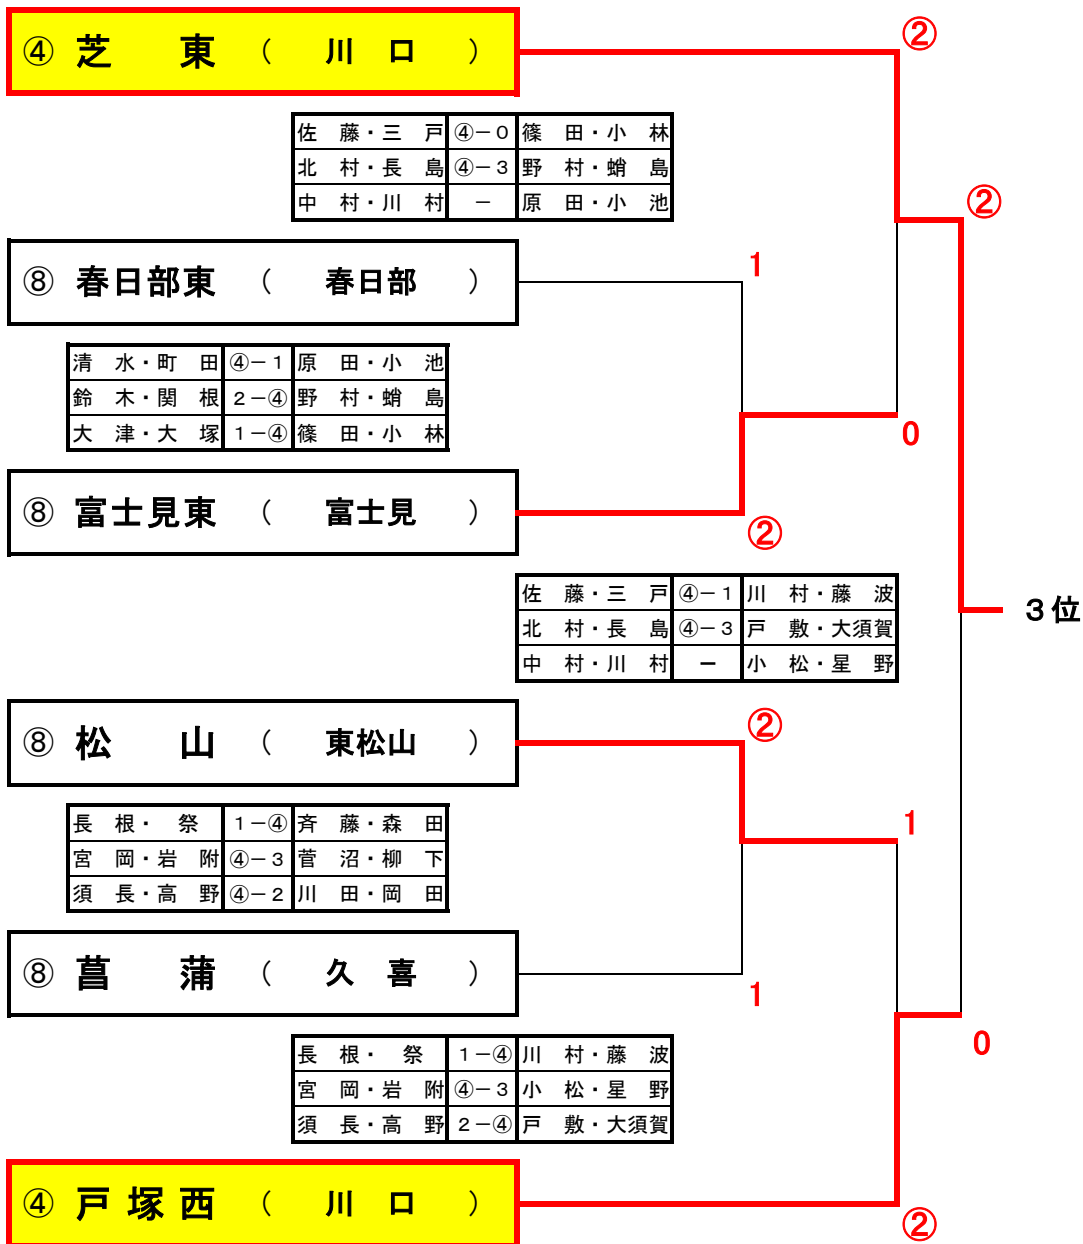 ④ 芝 東 （ 川 口 ）
②
佐 藤・三 戸 ④－０ 篠 田・小 林
北 村・長 島 ④－３ 野 村・蛸 島
中 村・川 村 － 原 田・小 池
②
⑧ 春日部東 （ 春日部 ）
1
清 水・町 田 ④－１ 原 田・小 池
鈴 木・関 根 ２－④ 野 村・蛸 島
大 津・大 塚 １－④ 篠 田・小 林
0
⑧ 富士見東 （ 富士見 ）
②
佐 藤・三 戸 ④－１ 川 村・藤 波
北 村・長 島 ④－３ 戸 敷・大須賀
中 村・川 村 － 小 松・星 野
３位
⑧ 松 山 （ 東松山 ）
②
長 根・ 祭 １－④ 斉 藤・森 田
宮 岡・岩 附 ④－３ 菅 沼・柳 下
須 長・高 野 ④－２ 川 田・岡 田
1
⑧ 菖 蒲 （ 久 喜 ）
1
長 根・ 祭 １－④ 川 村・藤 波
宮 岡・岩 附 ④－３ 小 松・星 野
須 長・高 野 ２－④ 戸 敷・大須賀
0
④ 戸 塚 西 （ 川 口 ）
②